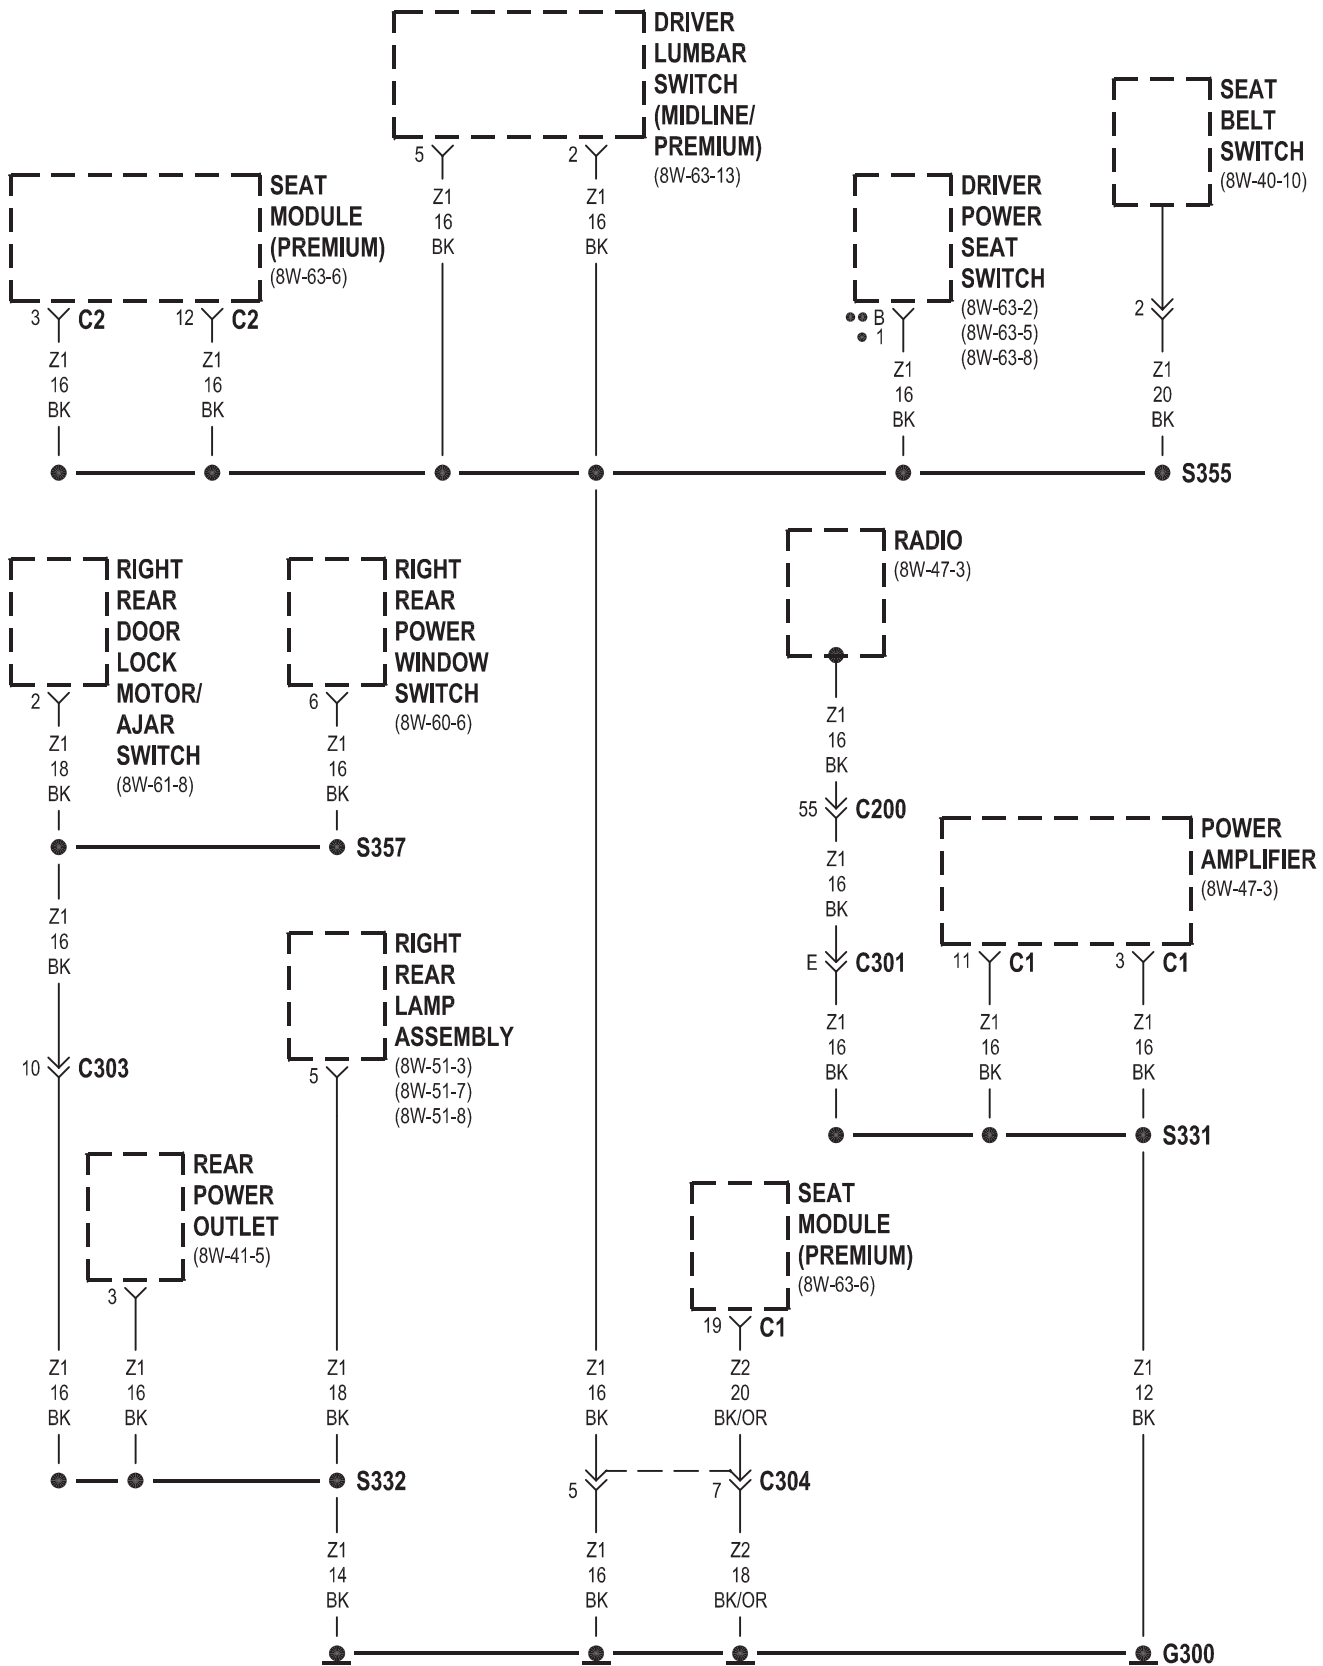 DRIVER
LUMBAR
SWITCH
(MIDLINE/
PREMIUM)
(8W-63-13)
5
2
Z1
16
BK
Z1
16
BK
SEAT
BELT
SWITCH
(8W-40-10)
2
Z1
20
BK
SEAT
MODULE
(PREMIUM)
(8W-63-6)
3
C2
12
C2
Z1
16
BK
Z1
16
BK
DRIVER
POWER
SEAT
SWITCH
(8W-63-2)
(8W-63-5)
(8W-63-8)
B
1
Z1
16
BK
S355
RIGHT
REAR
DOOR
LOCK
MOTOR/
AJAR
SWITCH
(8W-61-8)
2
Z1
18
BK
RIGHT
REAR
POWER
WINDOW
SWITCH
(8W-60-6)
6
Z1
16
BK
S357
Z1
16
BK
10
C303
RADIO
(8W-47-3)
Z1
16
BK
55
C200
Z1
16
BK
E
C301
Z1
16
BK
POWER
AMPLIFIER
(8W-47-3)
11
C1
3
C1
Z1
16
BK
Z1
16
BK
S331
RIGHT
REAR
LAMP
ASSEMBLY
(8W-51-3)
(8W-51-7)
(8W-51-8)
5
REAR
POWER
OUTLET
(8W-41-5)
3
SEAT
MODULE
(PREMIUM)
(8W-63-6)
19
C1
Z1
16
BK
Z1
16
BK
Z1
18
BK
Z1
16
BK
Z2
20
BK/OR
Z1
12
BK
S332
5
7
C304
Z1
14
BK
Z1
16
BK
Z2
18
BK/OR
G300